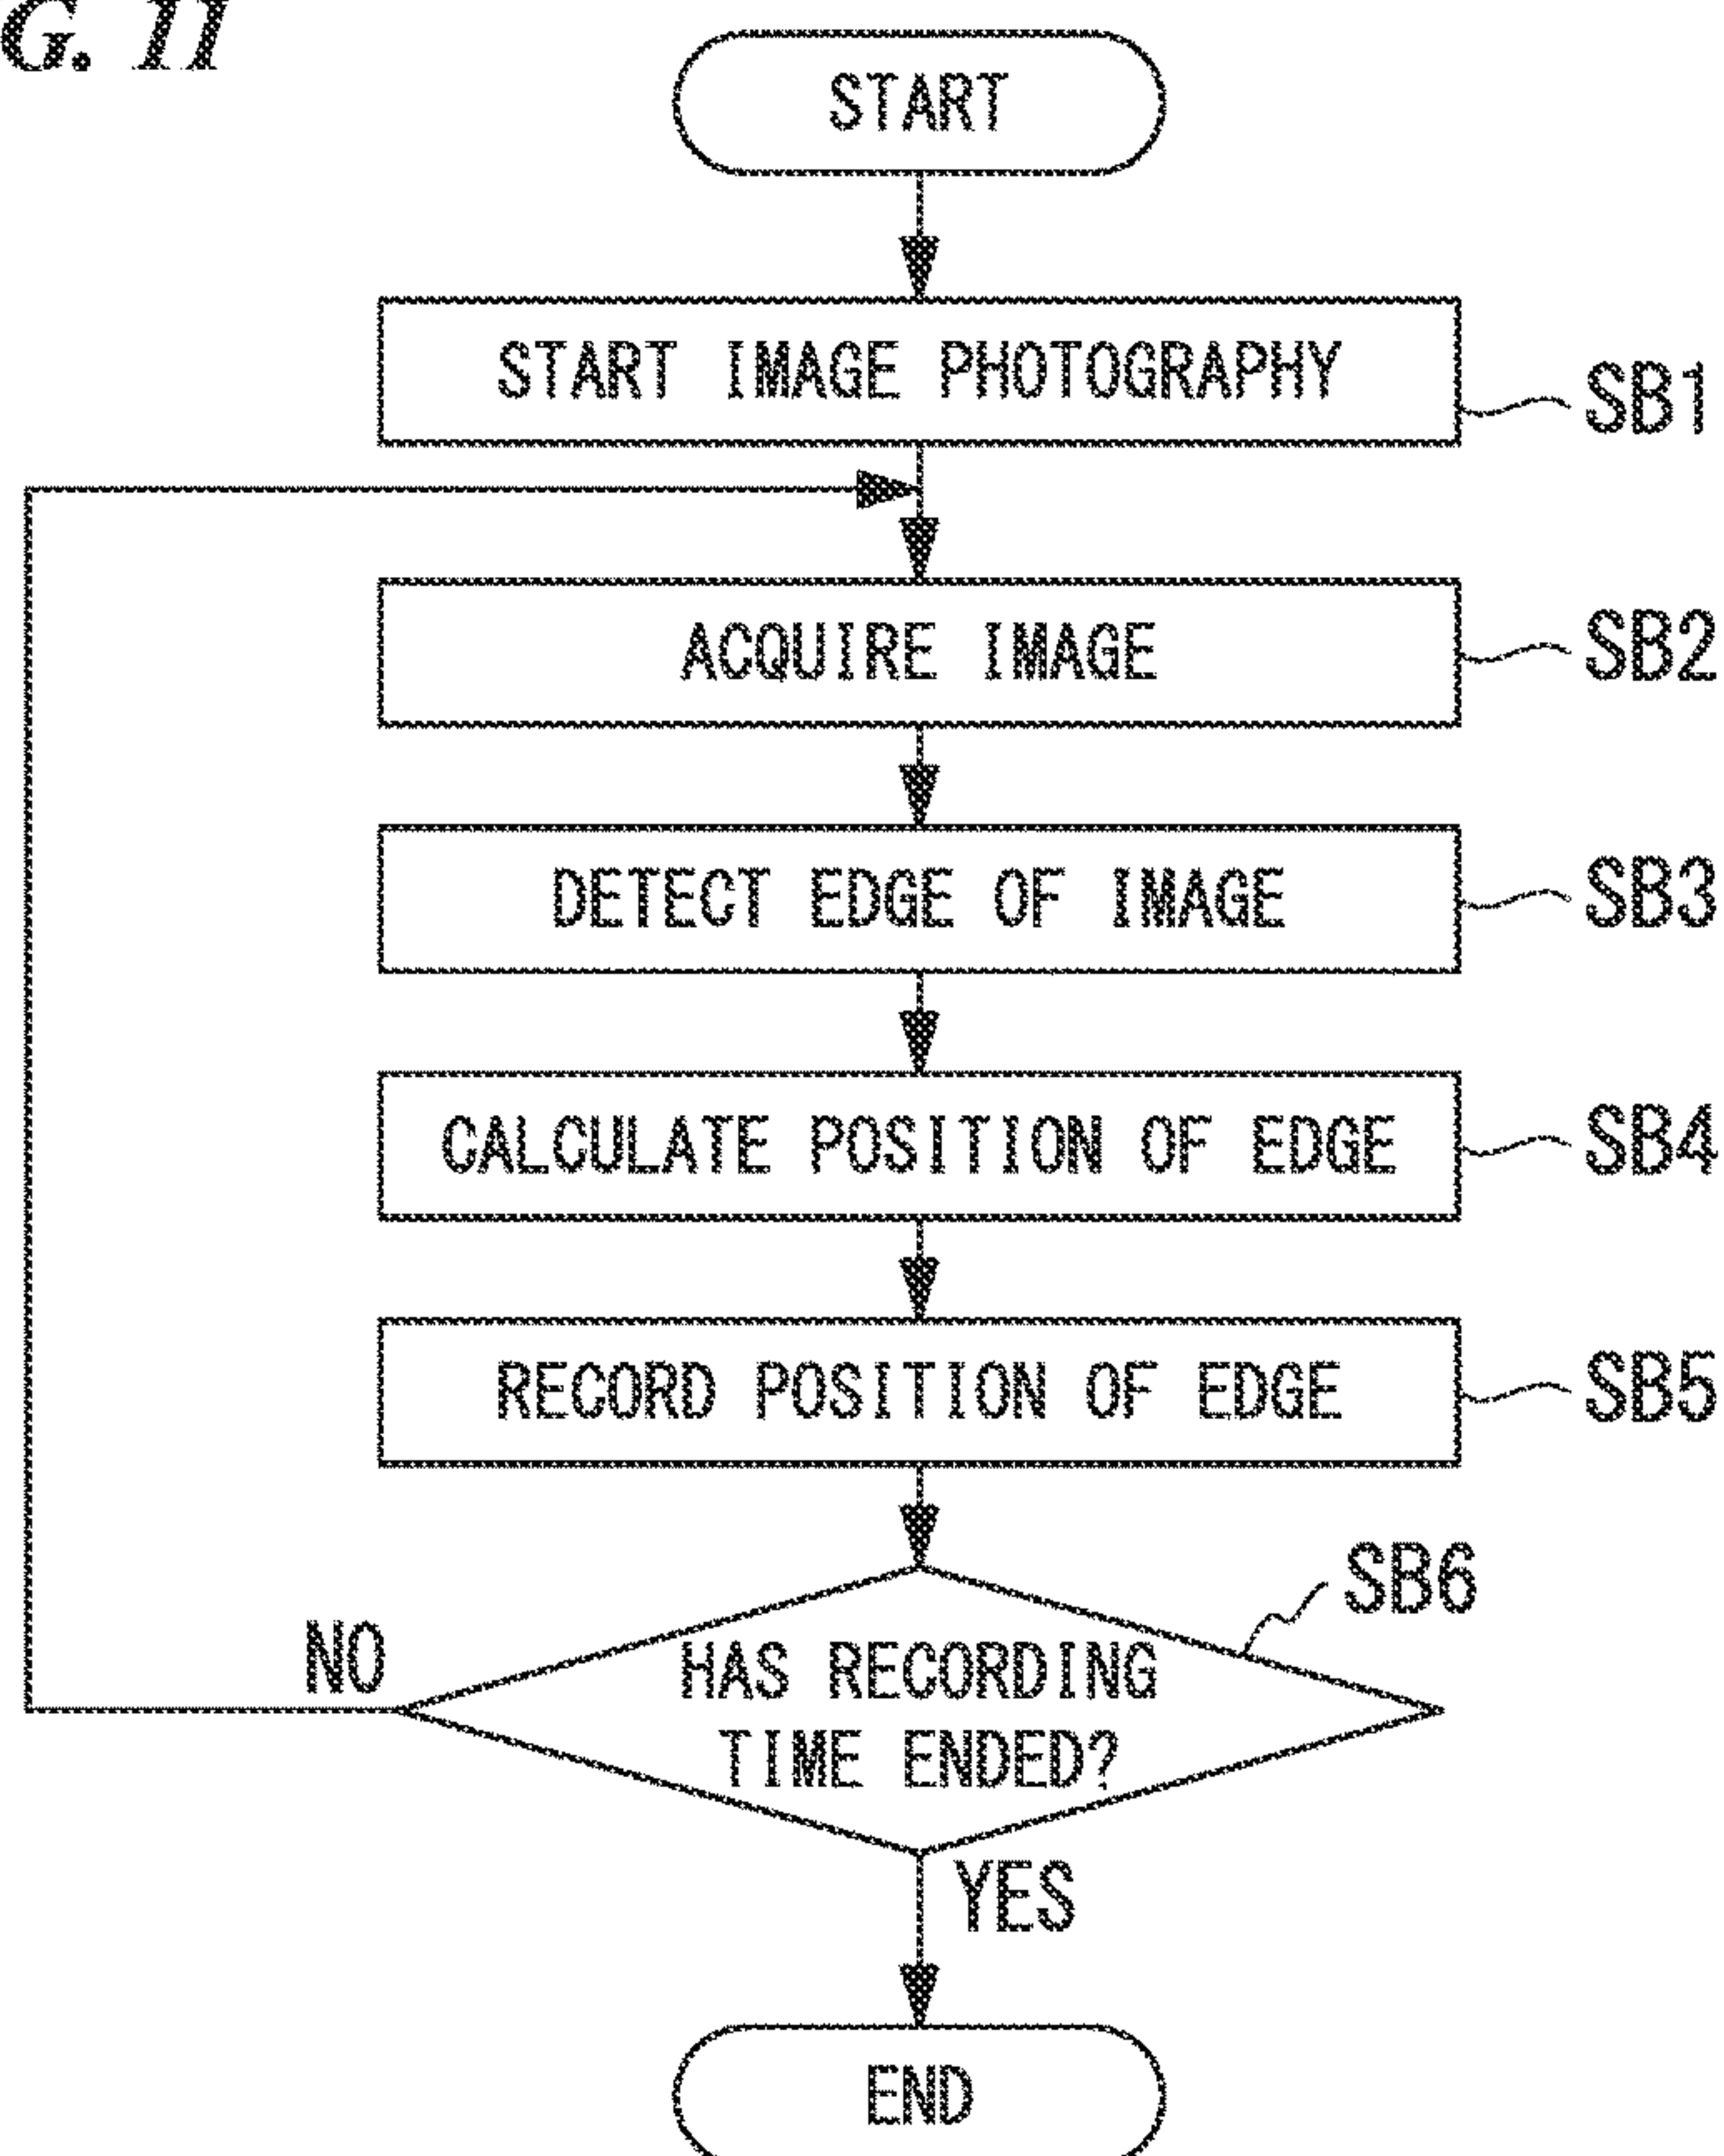 G. 11
START
START IMAGE PHOTOGRAPHY
SB1
ACQUIRE IMAGE
SB2
DETECT EDGE OF IMAGE
SB3
CALCULATE POSITION OF EDGE
SB4
RECORD POSITION OF EDGE
SB5
SB6
NO
HAS RECORDING
TIME ENDED?
YES
END